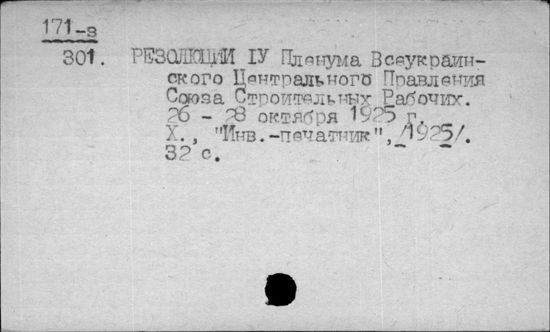 171-з
301. РЕЗОЛЮЦИИ IУ Пленума Всеукраин-
ского Центрального Правления
Союза Строительных Рабочих.
26 - 28 октября 1925 г.
Х., "Инв.-печатник", /1925/.
32 с.